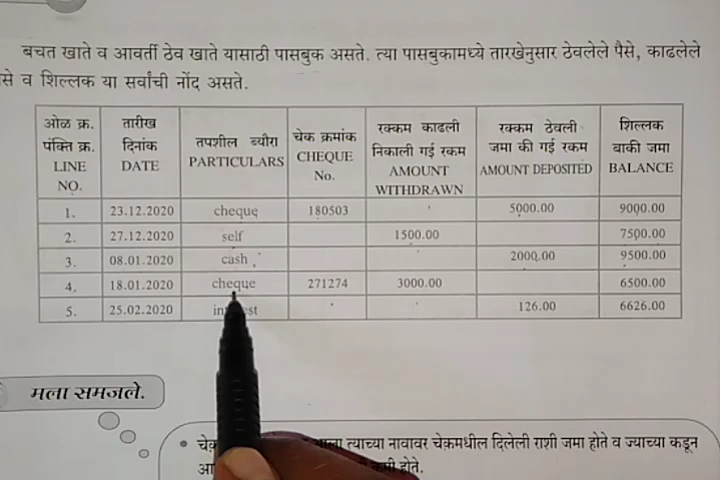 बचत खाते व आवर्ती ठेव खाते यासाठी पासबुक असते. त्या पासबुकामध्ये तारखेनुसार ठेवलेले पैसे, काढलेले
से व शिल्लक या सर्वांची नोंद असते.
ओळ क्र. पंक्ति क्र. LINE NO. तारीख दिनांक DATE तपशील ब्यौरा PARTICULARS चेक क्रमांक CHEQUE No. रक्कम काढली निकाली गई रकम AMOUNT WITHDRAWN रक्कम ठेवली जमा की गई रकम AMOUNT DEPOSITED शिल्लक बाकी जमा BALANCE
1. 23.12.2020 cheque 180503 5000.00 9000.00
2. 27.12.2020 self 1500.00 7500.00
3. 08.01.2020 cash 2000.00 9500.00
4. 18.01.2020 cheque 271274 3000.00 6500.00
5. 25.02.2020 126.00 6626.00
मला समजले.
त्याच्या नावावर चेकमधील दिलेली राशी जमा होते व ज्याच्या कडून
होते.